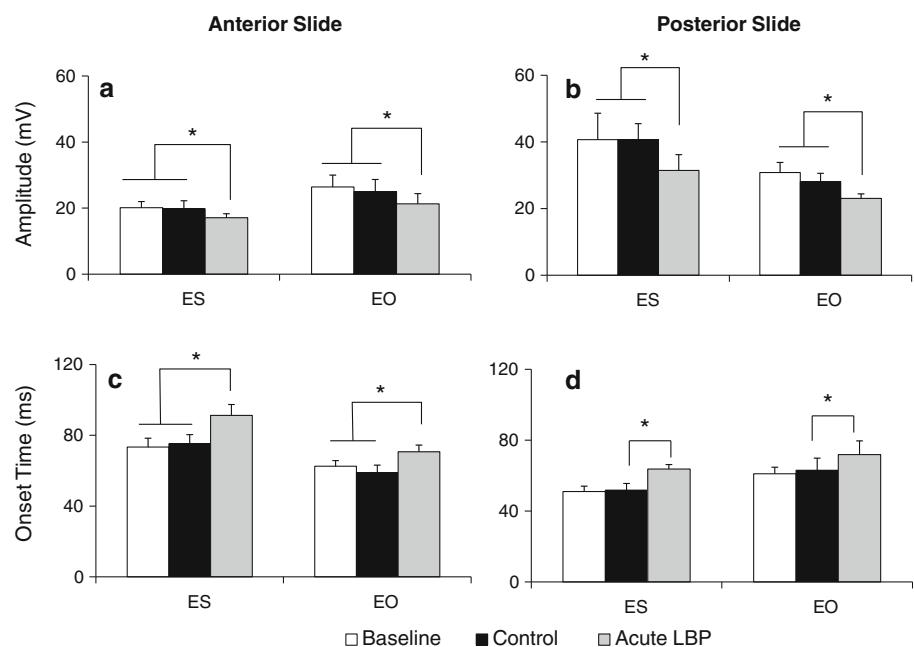 Anterior Slide
Posterior Slide
a
b
Amplitude (mV)
60
40
20
0
*
*
ES
EO
60
40
20
0
*
*
ES
EO
c
d
Onset Time (ms)
120
80
40
0
*
*
ES
EO
120
80
40
0
*
*
ES
EO
Baseline Control Acute LBP